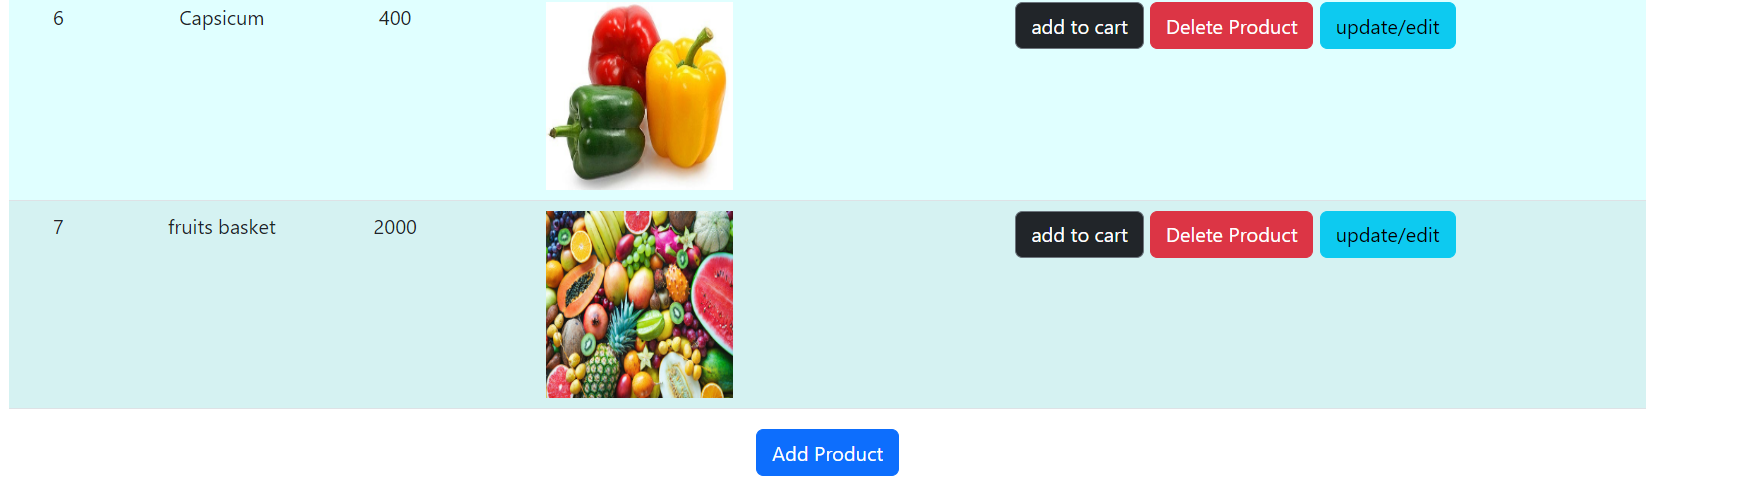 6 Capsicum 400 add to cart Delete Product update/edit
7 fruits basket 2000 add to cart Delete Product update/edit
Add Product